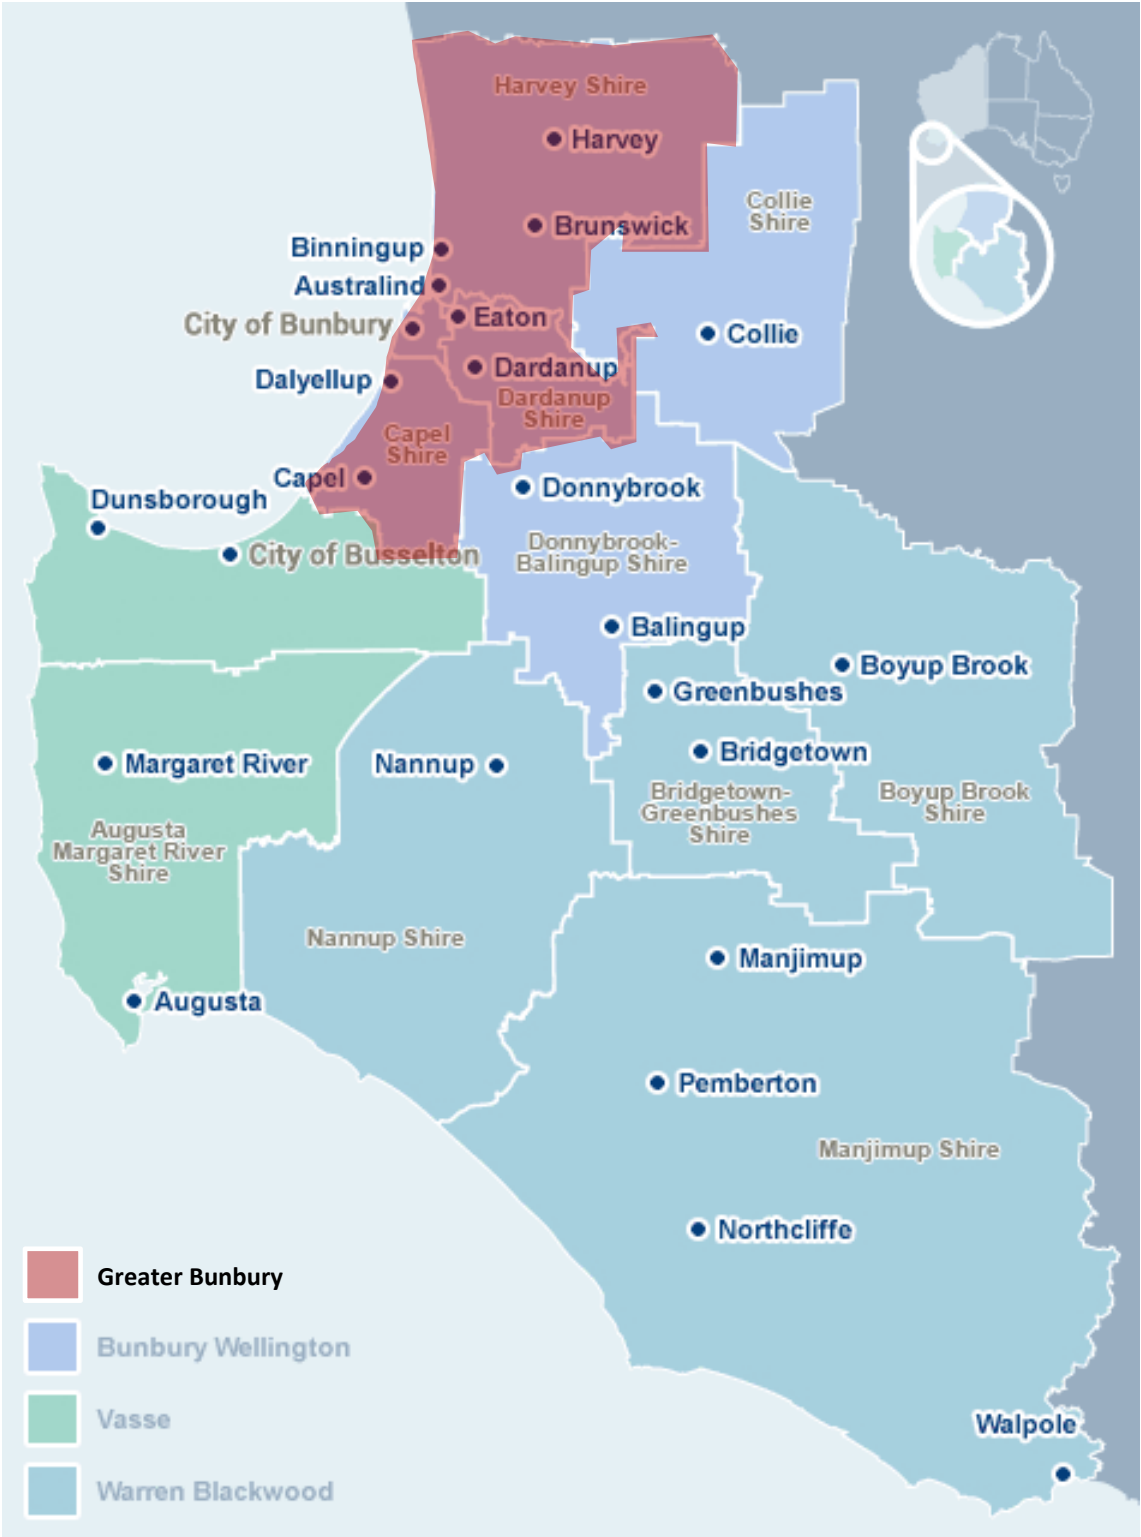 Harvey Shire
Harvey
Collie
Shire
Brunswick
Binningup
Australind
City of Bunbury
Eaton
Collie
Dardanup
Dalyellup
Dardanup
Shire
Capel
Shire
Capel
Donnybrook
Dunsborough
City of Busselton
Donnybrook-
Balingup Shire
Balingup
Boyup Brook
Greenbushes
Margaret River
Nannup
Bridgetown
Bridgetown-
Greenbushes
Shire
Boyup Brook
Shire
Augusta
Margaret River
Shire
Nannup Shire
Manjimup
Augusta
Pemberton
Manjimup Shire
Northcliffe
Greater Bunbury
Bunbury Wellington
Vasse
Walpole
Warren Blackwood